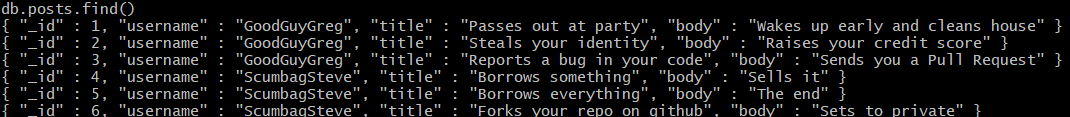 db.posts.find()
{ "_id" : 1, "username" : "GoodGuyGreg", "title" : "Passes out at party", "body" : "Wakes up early and cleans house" }
{ "_id" : 2, "username" : "GoodGuyGreg", "title" : "Steals your identity", "body" : "Raises your credit score" }
{ "_id" : 3, "username" : "GoodGuyGreg", "title" : "Reports a bug in your code", "body" : "Sends you a Pull Request" }
{ "_id" : 4, "username" : "ScumbagSteve", "title" : "Borrows something", "body" : "Sells it" }
{ "_id" : 5, "username" : "ScumbagSteve", "title" : "Borrows everything", "body" : "The end" }
{ "_id" : 6, "username" : "ScumbagSteve", "title" : "Forks your repo on github", "body" : "Sets to private" }